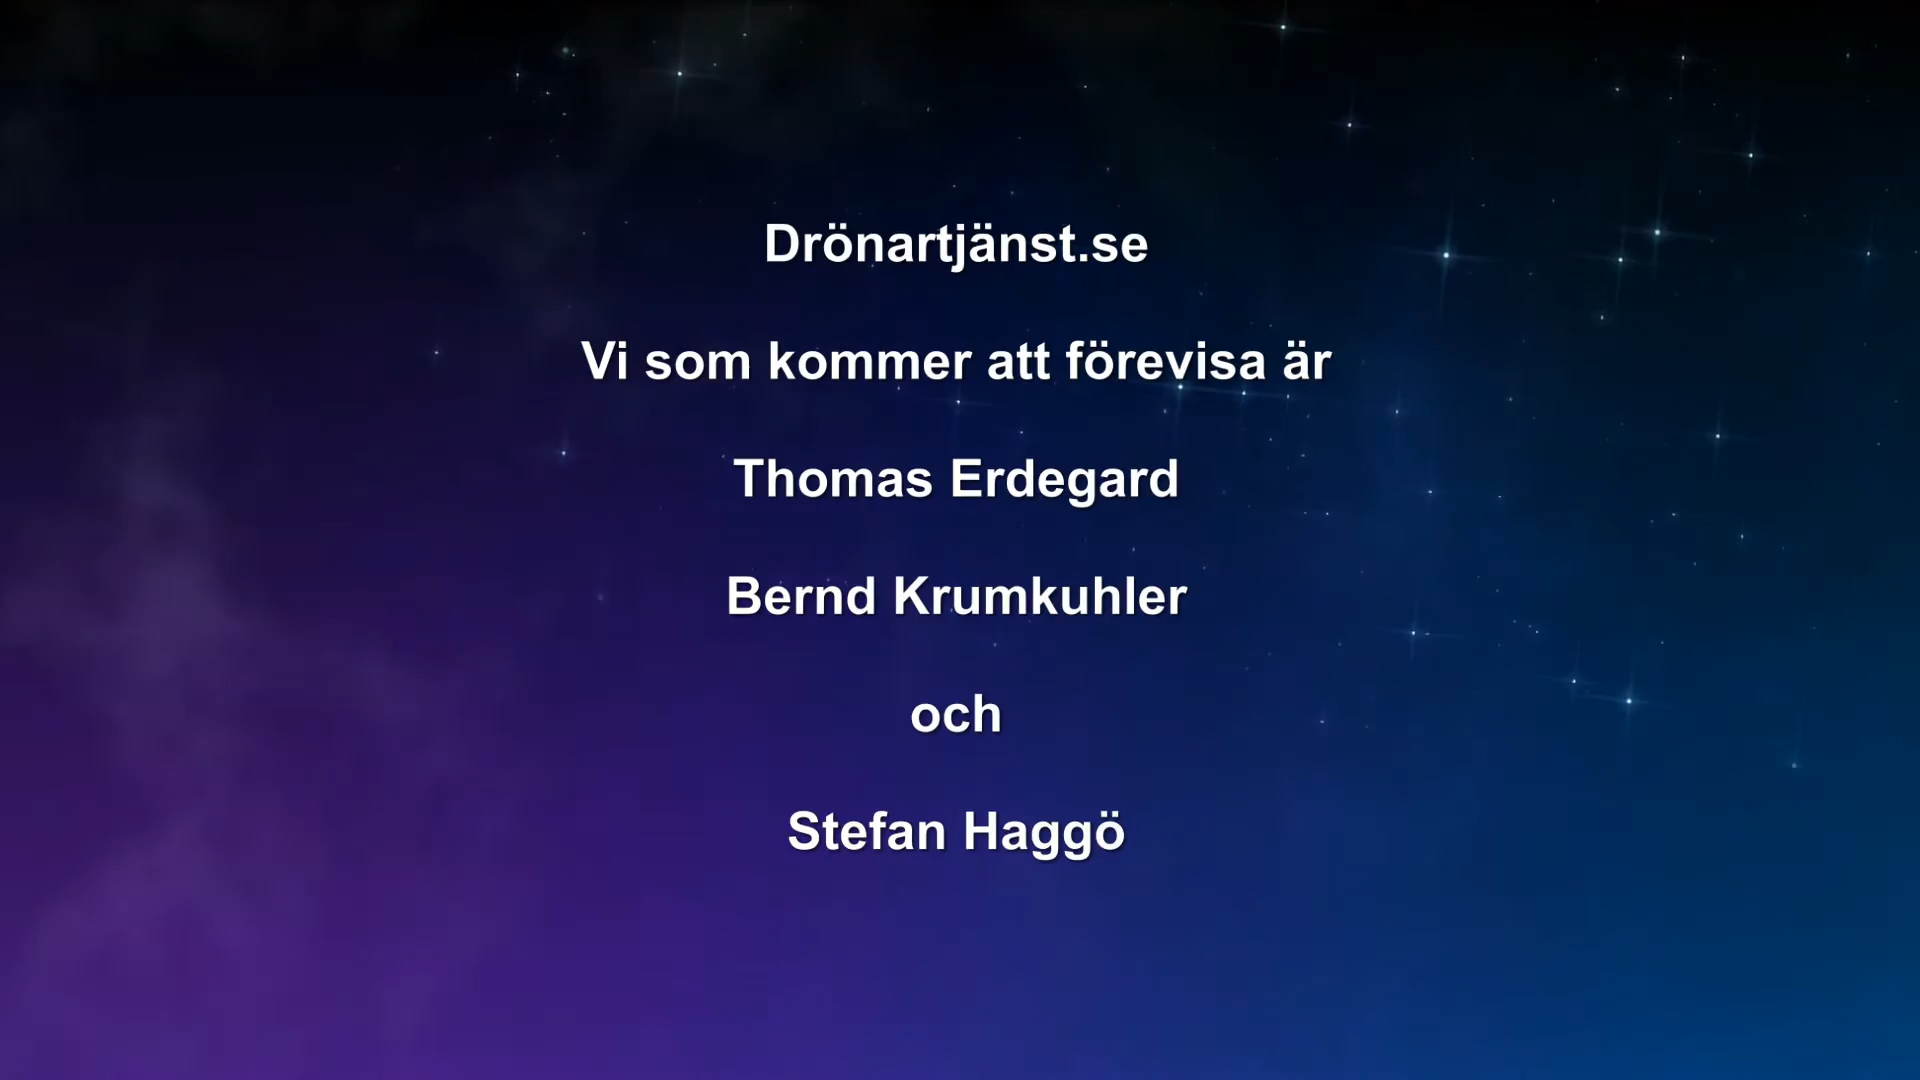 Drönartjänst.se
Vi som kommer att förevisa är
Thomas Erdegard
Bernd Krumkuhler
och
Stefan Haggö